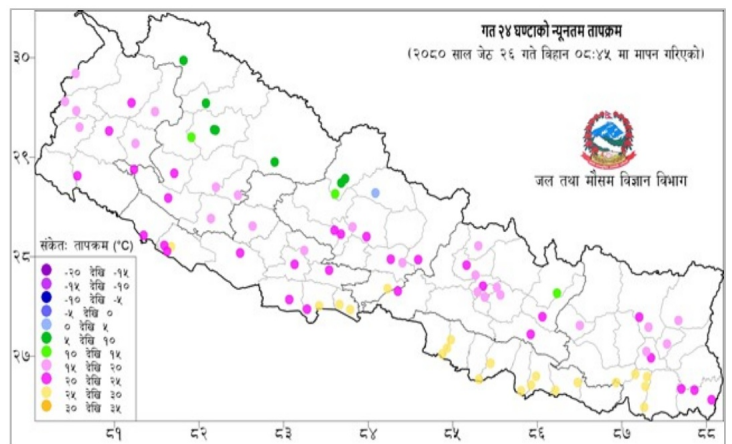 गत २४ घण्टाको न्यूनतम तापक्रम
(२०८० साल जेठ २६ गते बिहान ०८:४५ मा मापन गरिएको)
जल तथा मौसम विज्ञान विभाग
३०
२९
२८
२७
संकेतः तापक्रम (°C)
-२० देखि -१५
-१५ देखि -१०
-१० देखि -५
-५ देखि ०
० देखि ५
५ देखि १०
१० देखि १५
१५ देखि २०
२० देखि २५
२५ देखि ३०
३० देखि ३५
८१ ८२ ८३ ८४ ८५ ८६ ८७ ८८